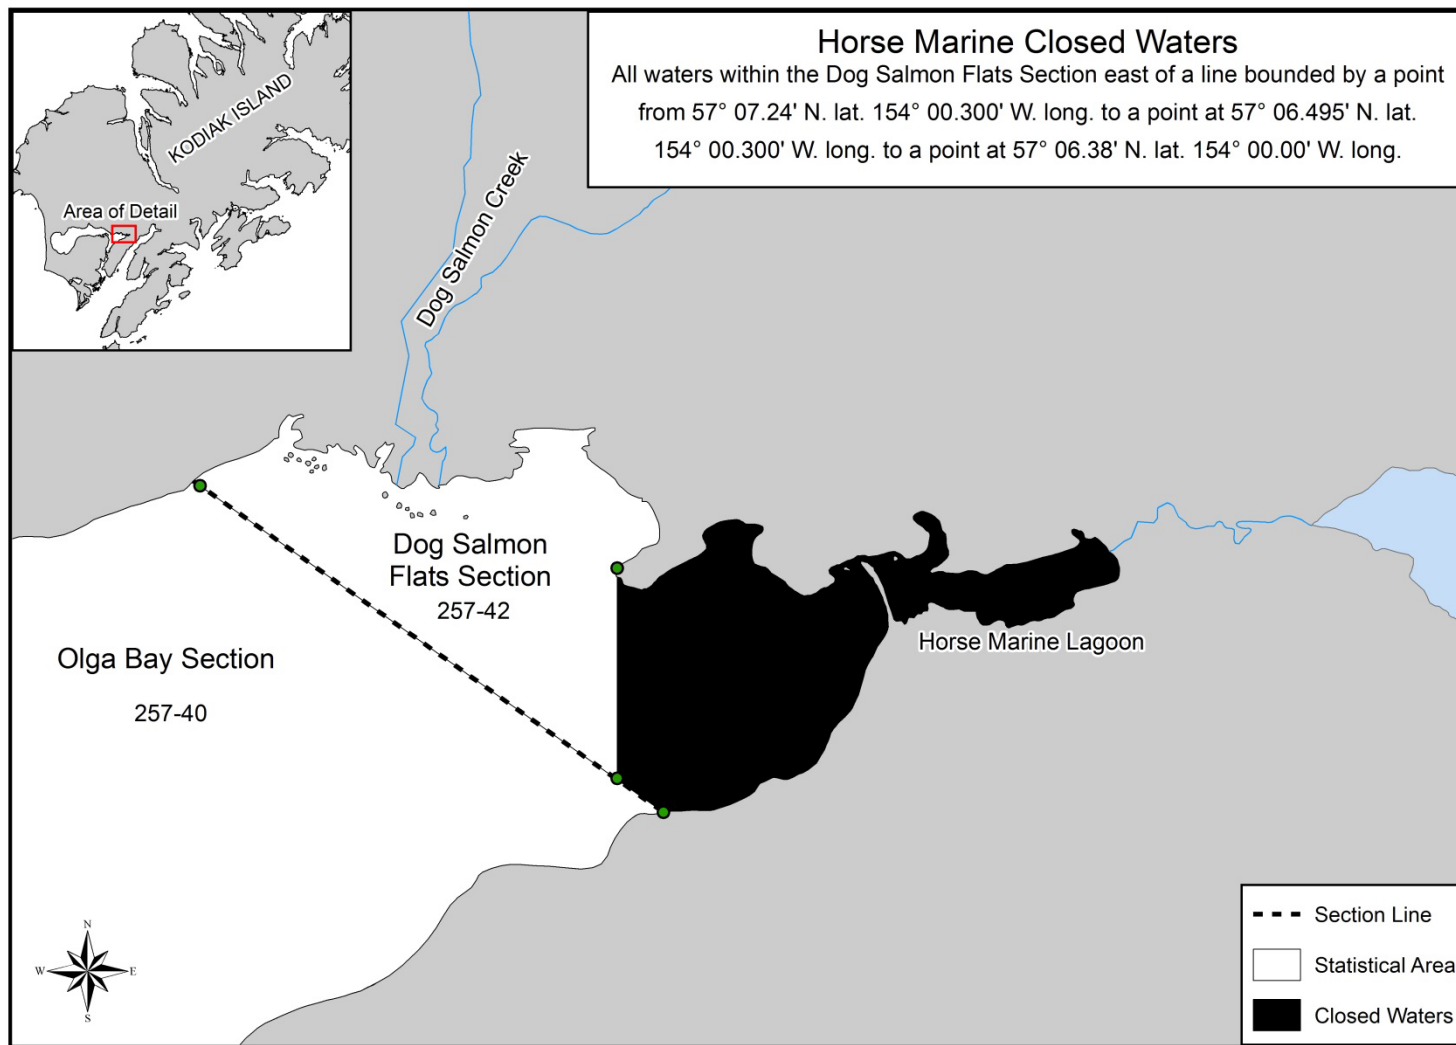 Horse Marine Closed Waters
All waters within the Dog Salmon Flats Section east of a line bounded by a point
from 57° 07.24' N. lat. 154° 00.300' W. long. to a point at 57° 06.495' N. lat.
154° 00.300' W. long. to a point at 57° 06.38' N. lat. 154° 00.00' W. long.
KODIAK ISLAND
Area of Detail
Dog Salmon Creek
Dog Salmon
Flats Section
257-42
Olga Bay Section
257-40
Horse Marine Lagoon
N
W
E
S
Section Line
Statistical Area
Closed Waters